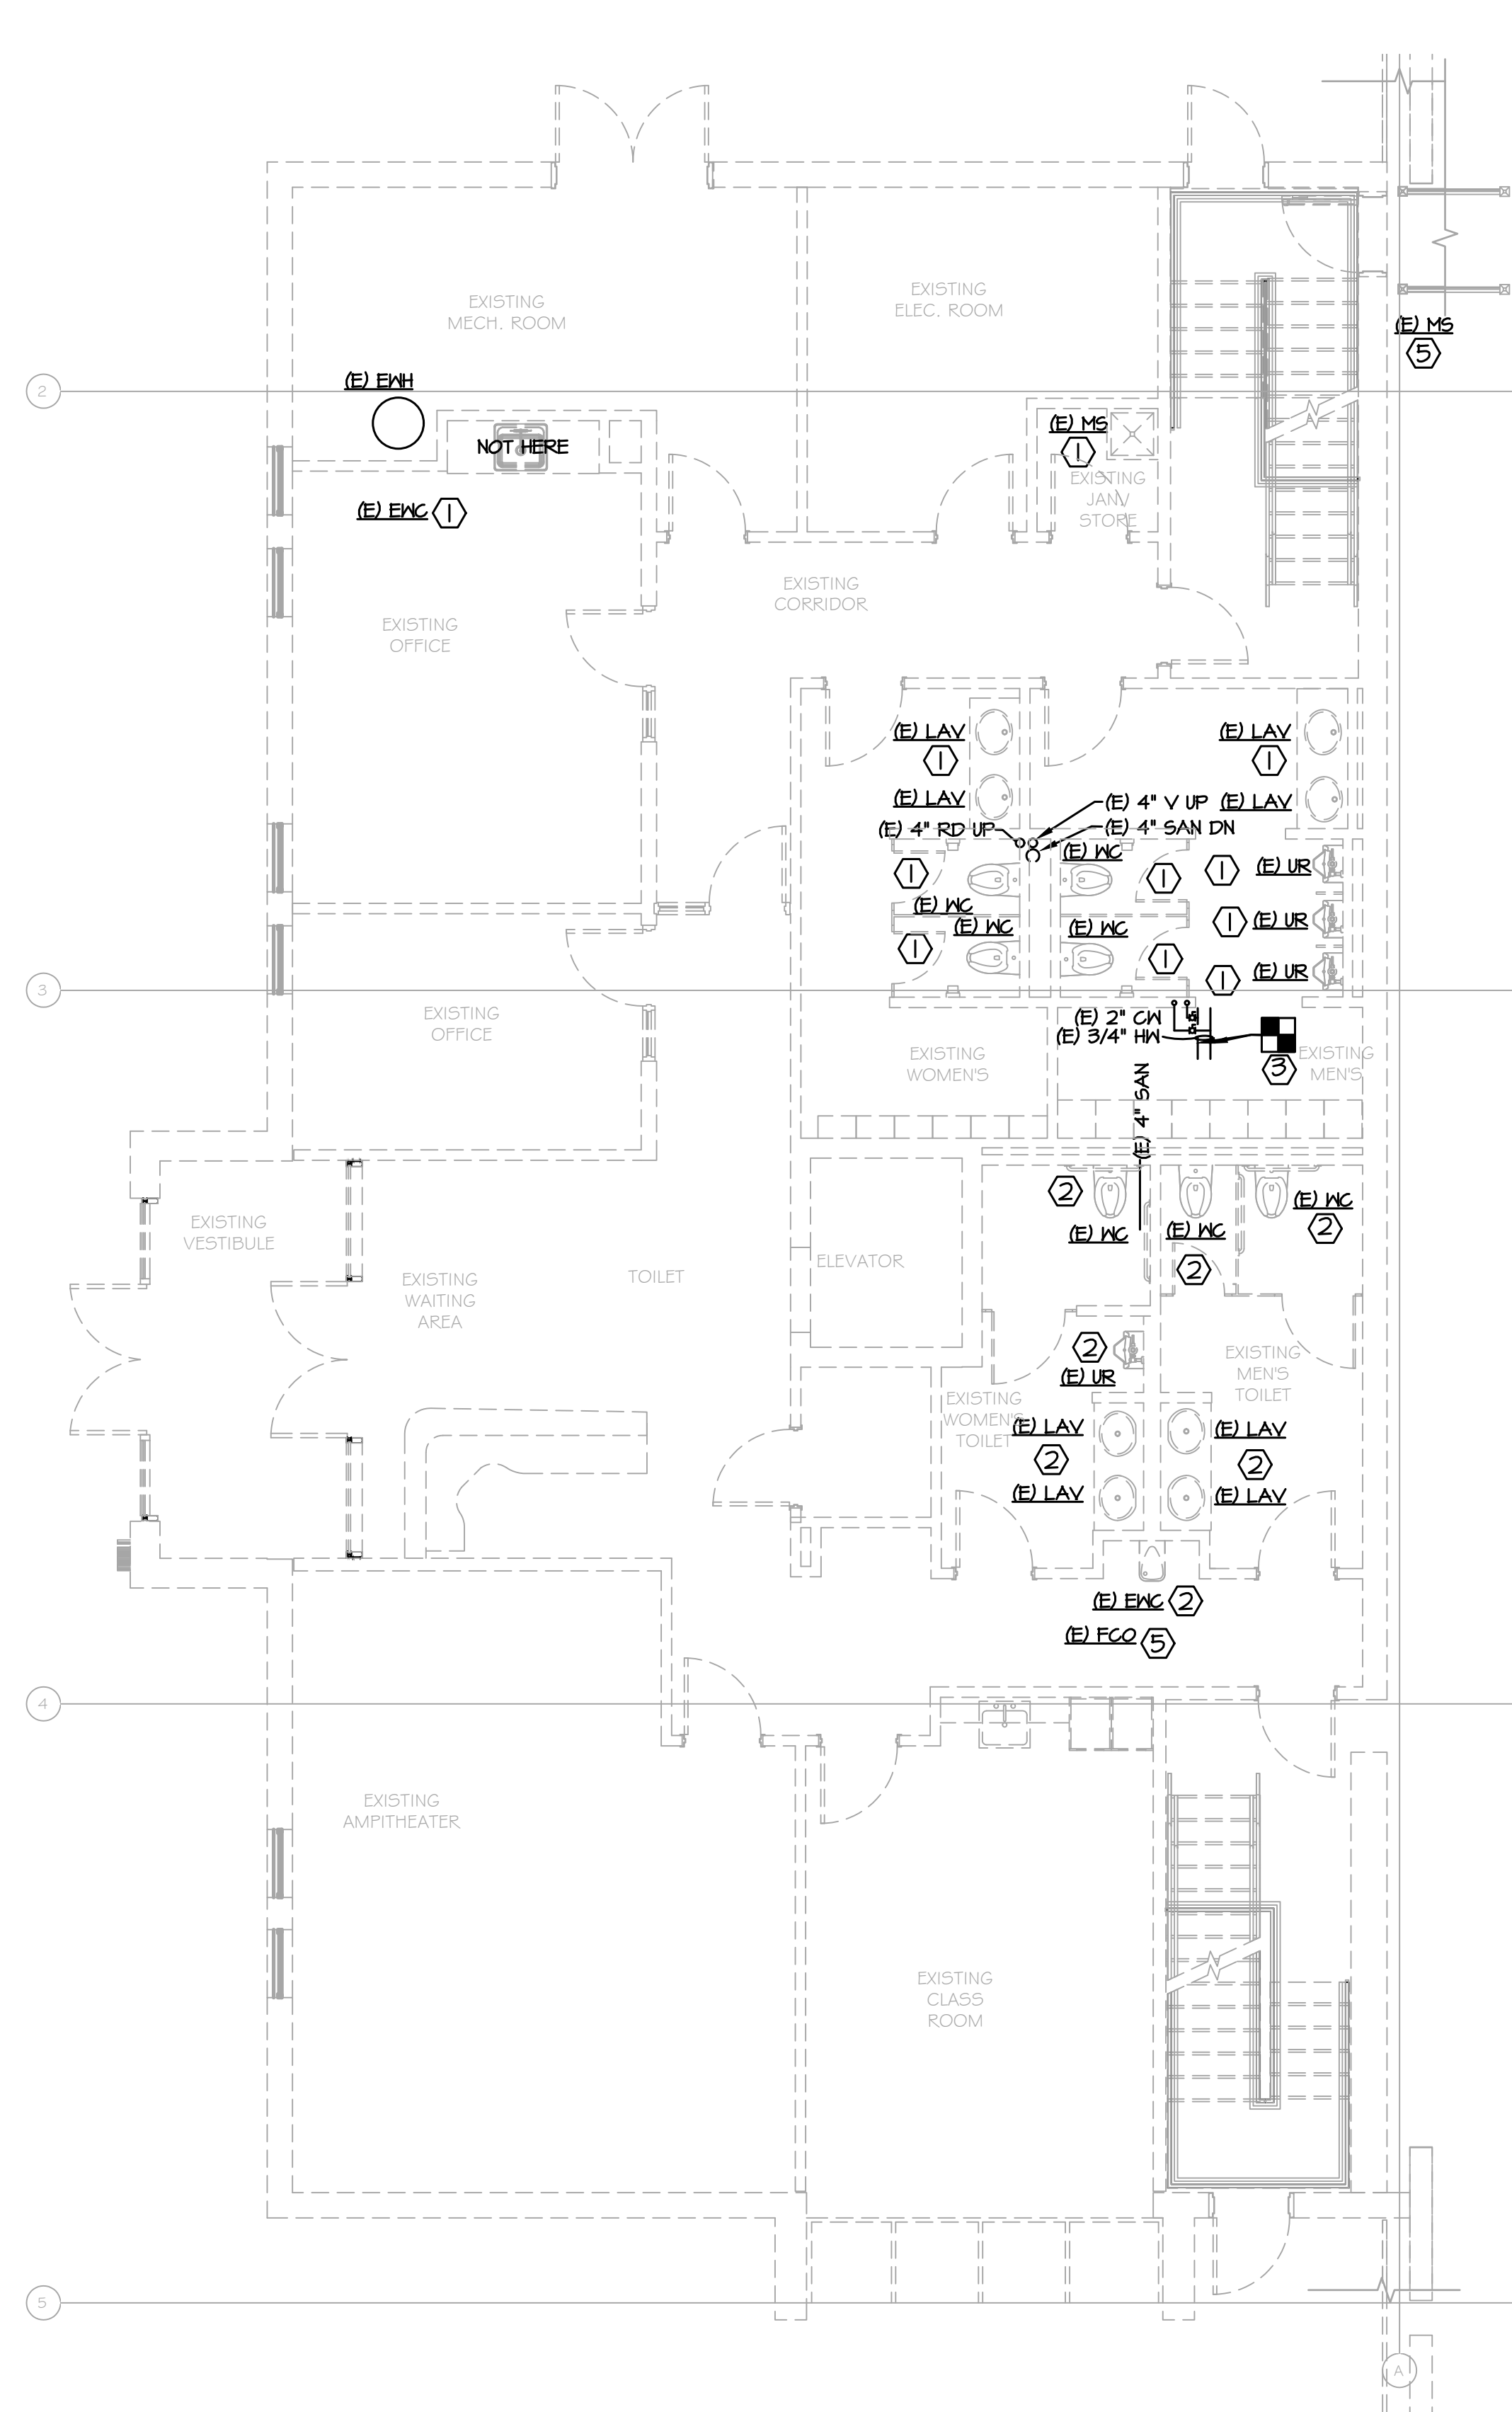 EXISTING
MECH. ROOM
EXISTING
ELEC. ROOM
(E) MS
5
(E) EWH
2
NOT HERE
(E) MS
1
EXISTING
JAN/
STORE
(E) EWC 1
EXISTING
CORRIDOR
EXISTING
OFFICE
(E) LAV
1
(E) LAV
(E) LAV
1
(E) LAV
(E) 4" V UP
(E) 4" RD UP
(E) 4" SAN DN
(E) WC
1
1
1
(E) UR
(E) WC
(E) WC
1
(E) WC
1
1
(E) UR
1
(E) UR
3
EXISTING
OFFICE
(E) 2" CW
(E) 3/4" HW
EXISTING
WOMEN'S
3
EXISTING
MEN'S
(E) 4" SAN
2
(E) WC
(E) WC
2
(E) WC
2
EXISTING
VESTIBULE
EXISTING
WAITING
AREA
TOILET
ELEVATOR
2
(E) UR
EXISTING
MEN'S
TOILET
EXISTING
WOMEN'S
TOILET
(E) LAV
2
(E) LAV
(E) LAV
2
(E) LAV
(E) EWC 2
(E) FCO 5
4
EXISTING
AMPITHEATER
EXISTING
CLASS
ROOM
5
A